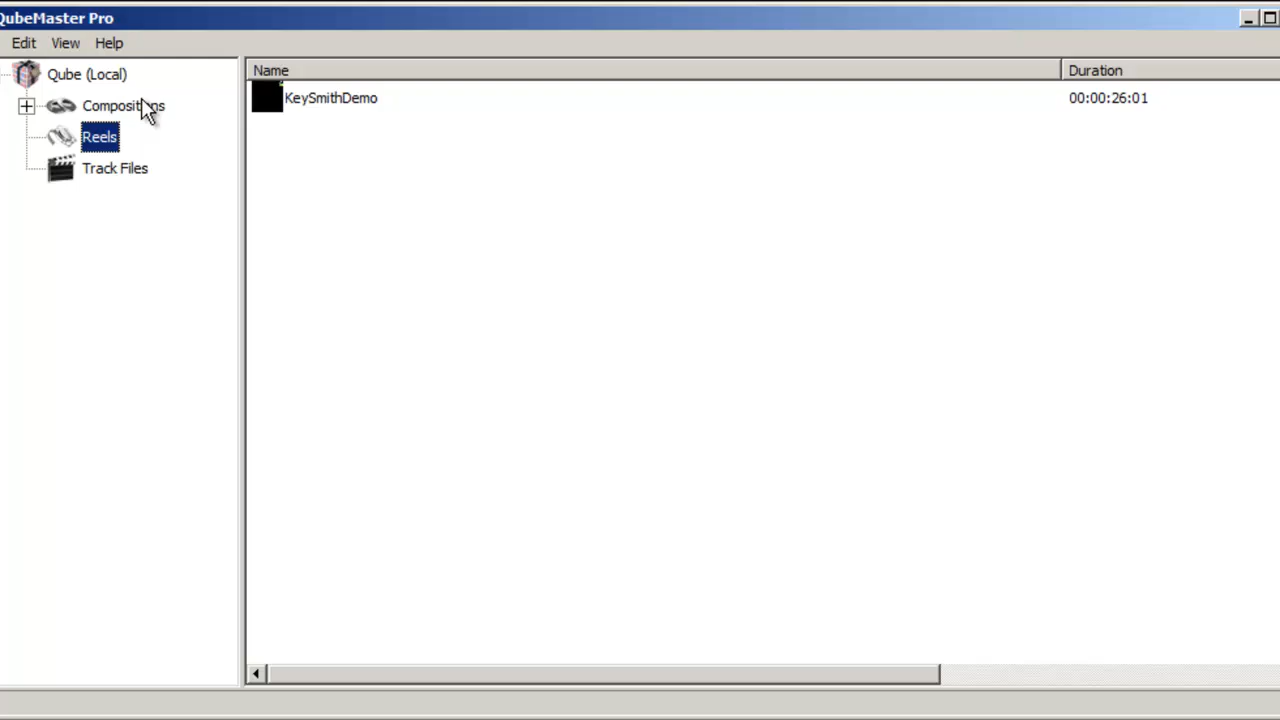 QubeMaster Pro
Edit View Help
Qube (Local)
Compositions
Reels
Track Files
Name Duration
KeySmithDemo 00:00:26:01